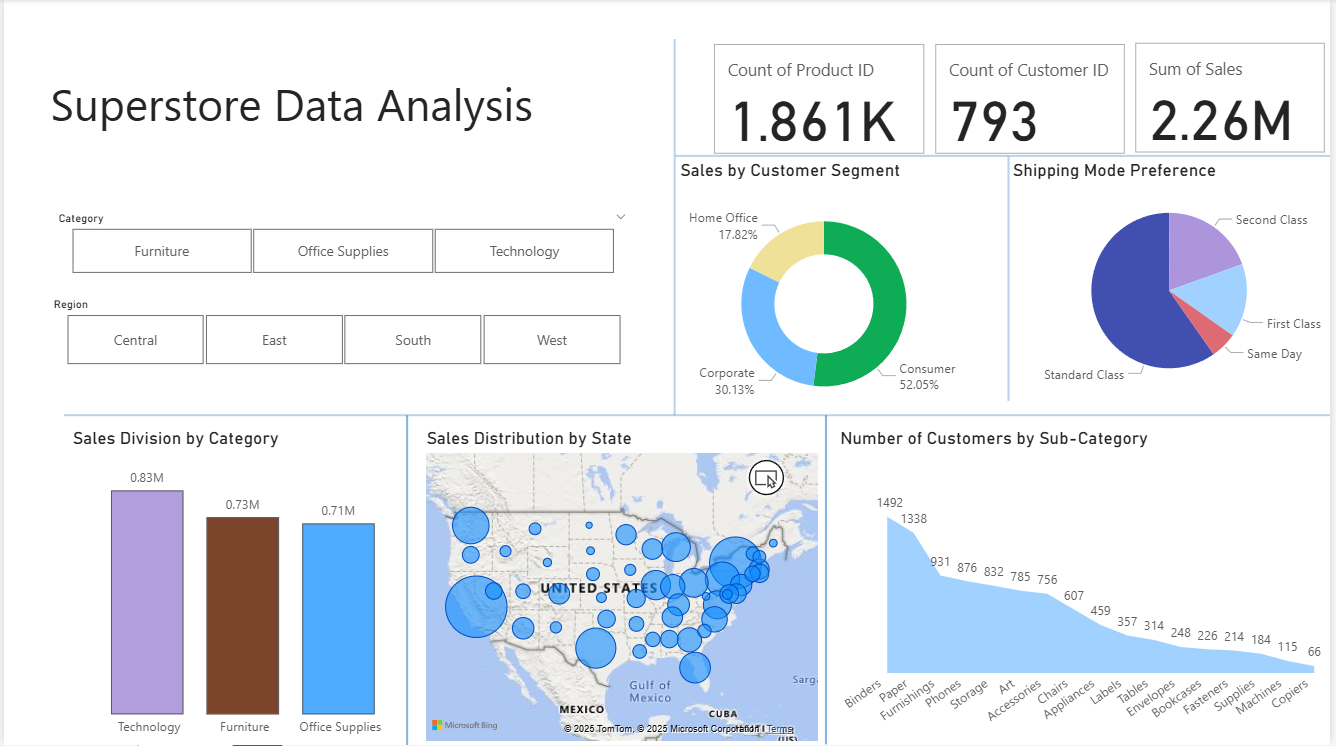 Superstore Data Analysis
Count of Product ID
1.861K
Count of Customer ID
793
Sum of Sales
2.26M
Category
Furniture
Office Supplies
Technology
Region
Central
East
South
West
Sales by Customer Segment
Home Office
17.82%
Corporate
30.13%
Consumer
52.05%
Shipping Mode Preference
Second Class
First Class
Same Day
Standard Class
Sales Division by Category
0.83M
0.73M
0.71M
Technology
Furniture
Office Supplies
Sales Distribution by State
UNITED STATES
Gulf of
Mexico
MEXICO
CUBA
Microsoft Bing
© 2025 TomTom, © 2025 Microsoft Corporation
Terms
(US)
Number of Customers by Sub-Category
1492
1338
931
876
832
785
756
607
459
357
314
248
226
214
184
115
66
Binders
Paper
Furnishings
Phones
Storage
Art
Accessories
Chairs
Appliances
Labels
Tables
Envelopes
Bookcases
Fasteners
Supplies
Machines
Copiers